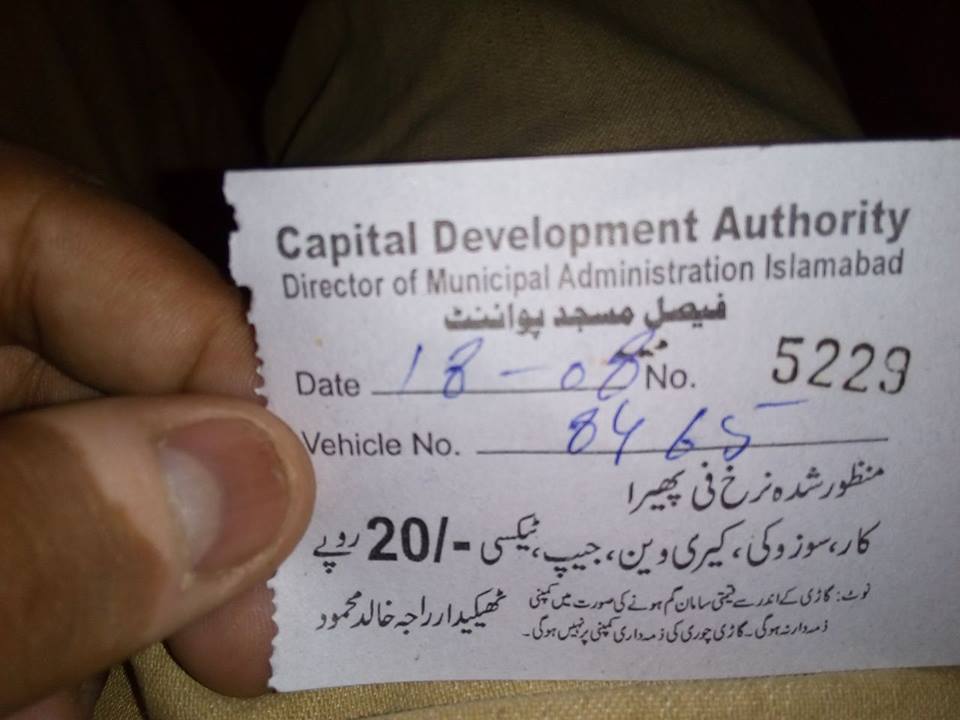 Capital Development Authority
Director of Municipal Administration Islamabad
فیصل مسجد پوائنٹ
Date 18-08 No. 5229
Vehicle No. 8465
منظور شدہ نرخ فی پھیرا
کار، سوزوکی، کیری وین، جیپ، ٹیکسی 20/- روپے
نوٹ: گاڑی کے اندر سے قیمتی سامان گم ہونے کی صورت میں کمپنی
ذمہ دار نہ ہوگی۔ گاڑی چوری کی ذمہ داری کمپنی پر نہیں ہوگی۔
ٹھیکیدار راجہ خالد محمود